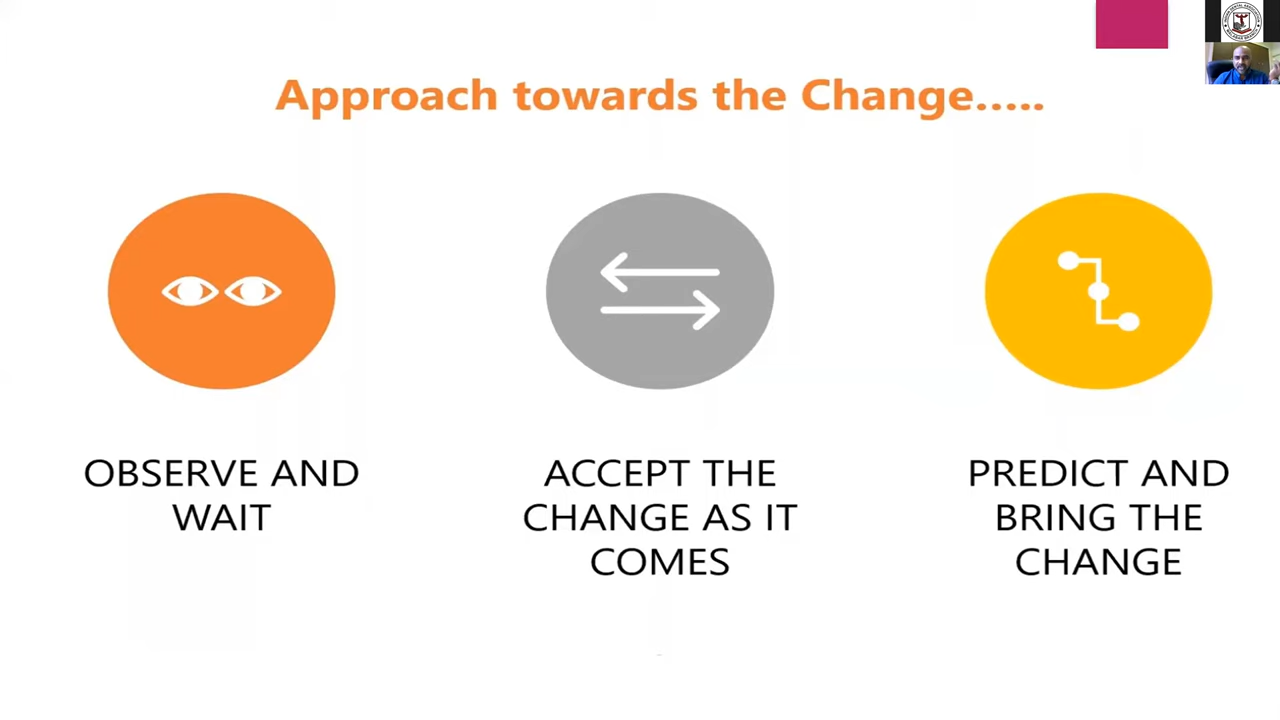 Approach towards the Change.....
OBSERVE AND
WAIT
ACCEPT THE
CHANGE AS IT
COMES
PREDICT AND
BRING THE
CHANGE